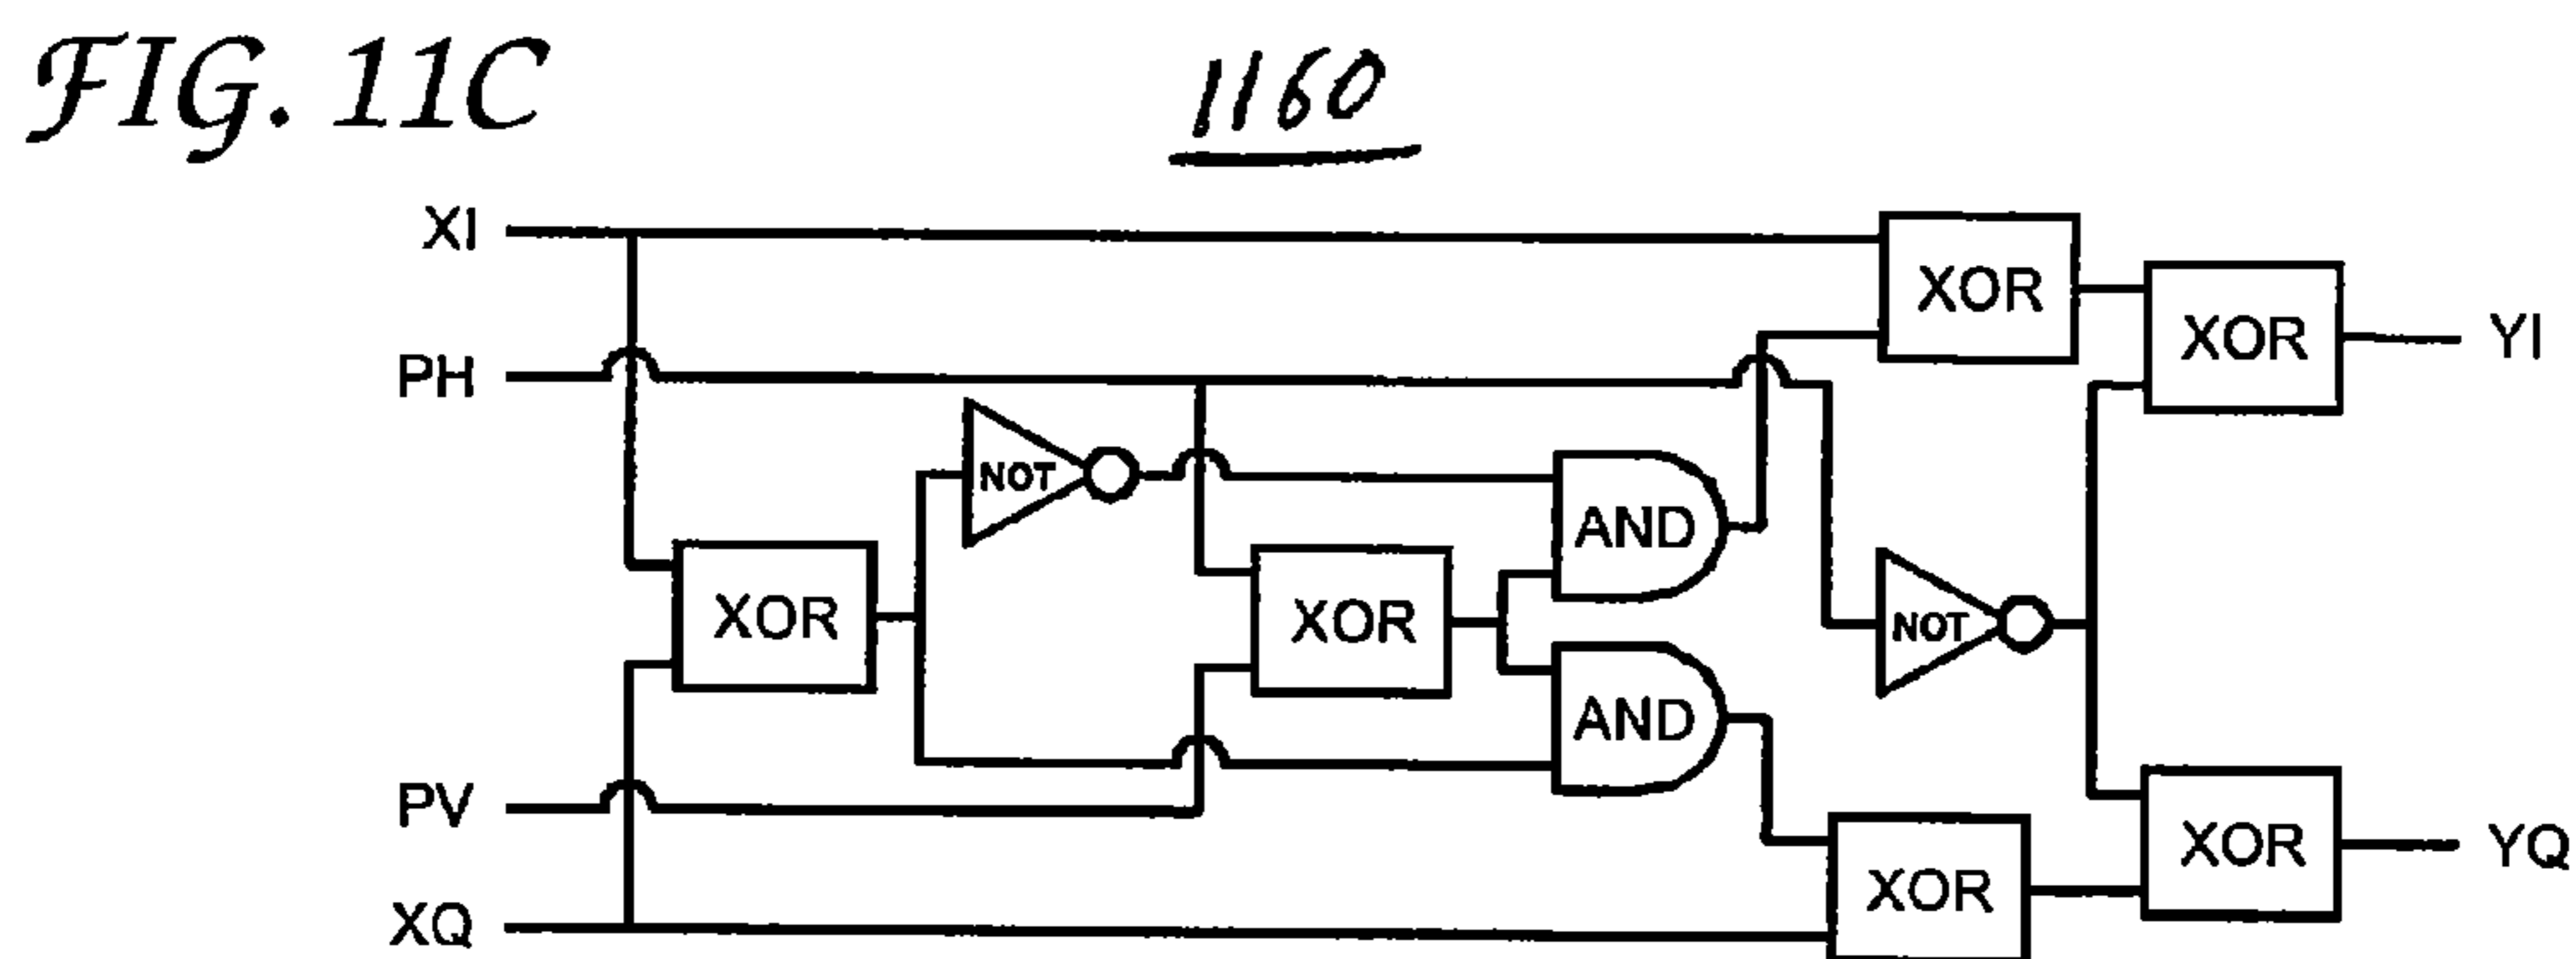 FIG. 11C
1160
XI
PH
PV
XQ
XOR
NOT
XOR
AND
AND
XOR
NOT
XOR
XOR
XOR
YI
YQ